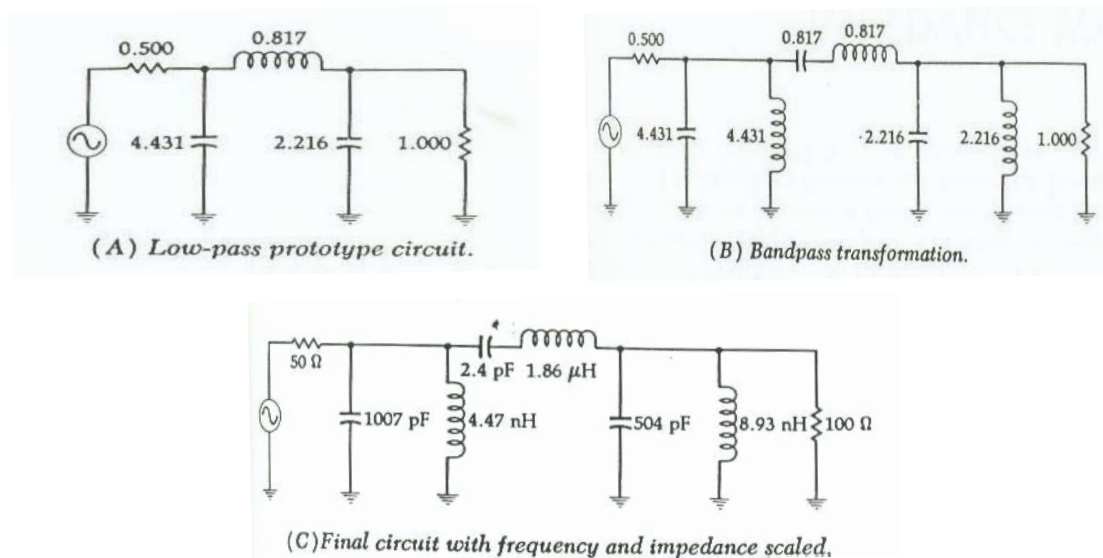 0.500
0.817
4.431
2.216
1.000
(A) Low-pass prototype circuit.
0.500
0.817 0.817
4.431
4.431
2.216
2.216
1.000
(B) Bandpass transformation.
50 Ω
2.4 pF 1.86 μH
1007 pF
4.47 nH
504 pF
8.93 nH
100 Ω
(C)Final circuit with frequency and impedance scaled,